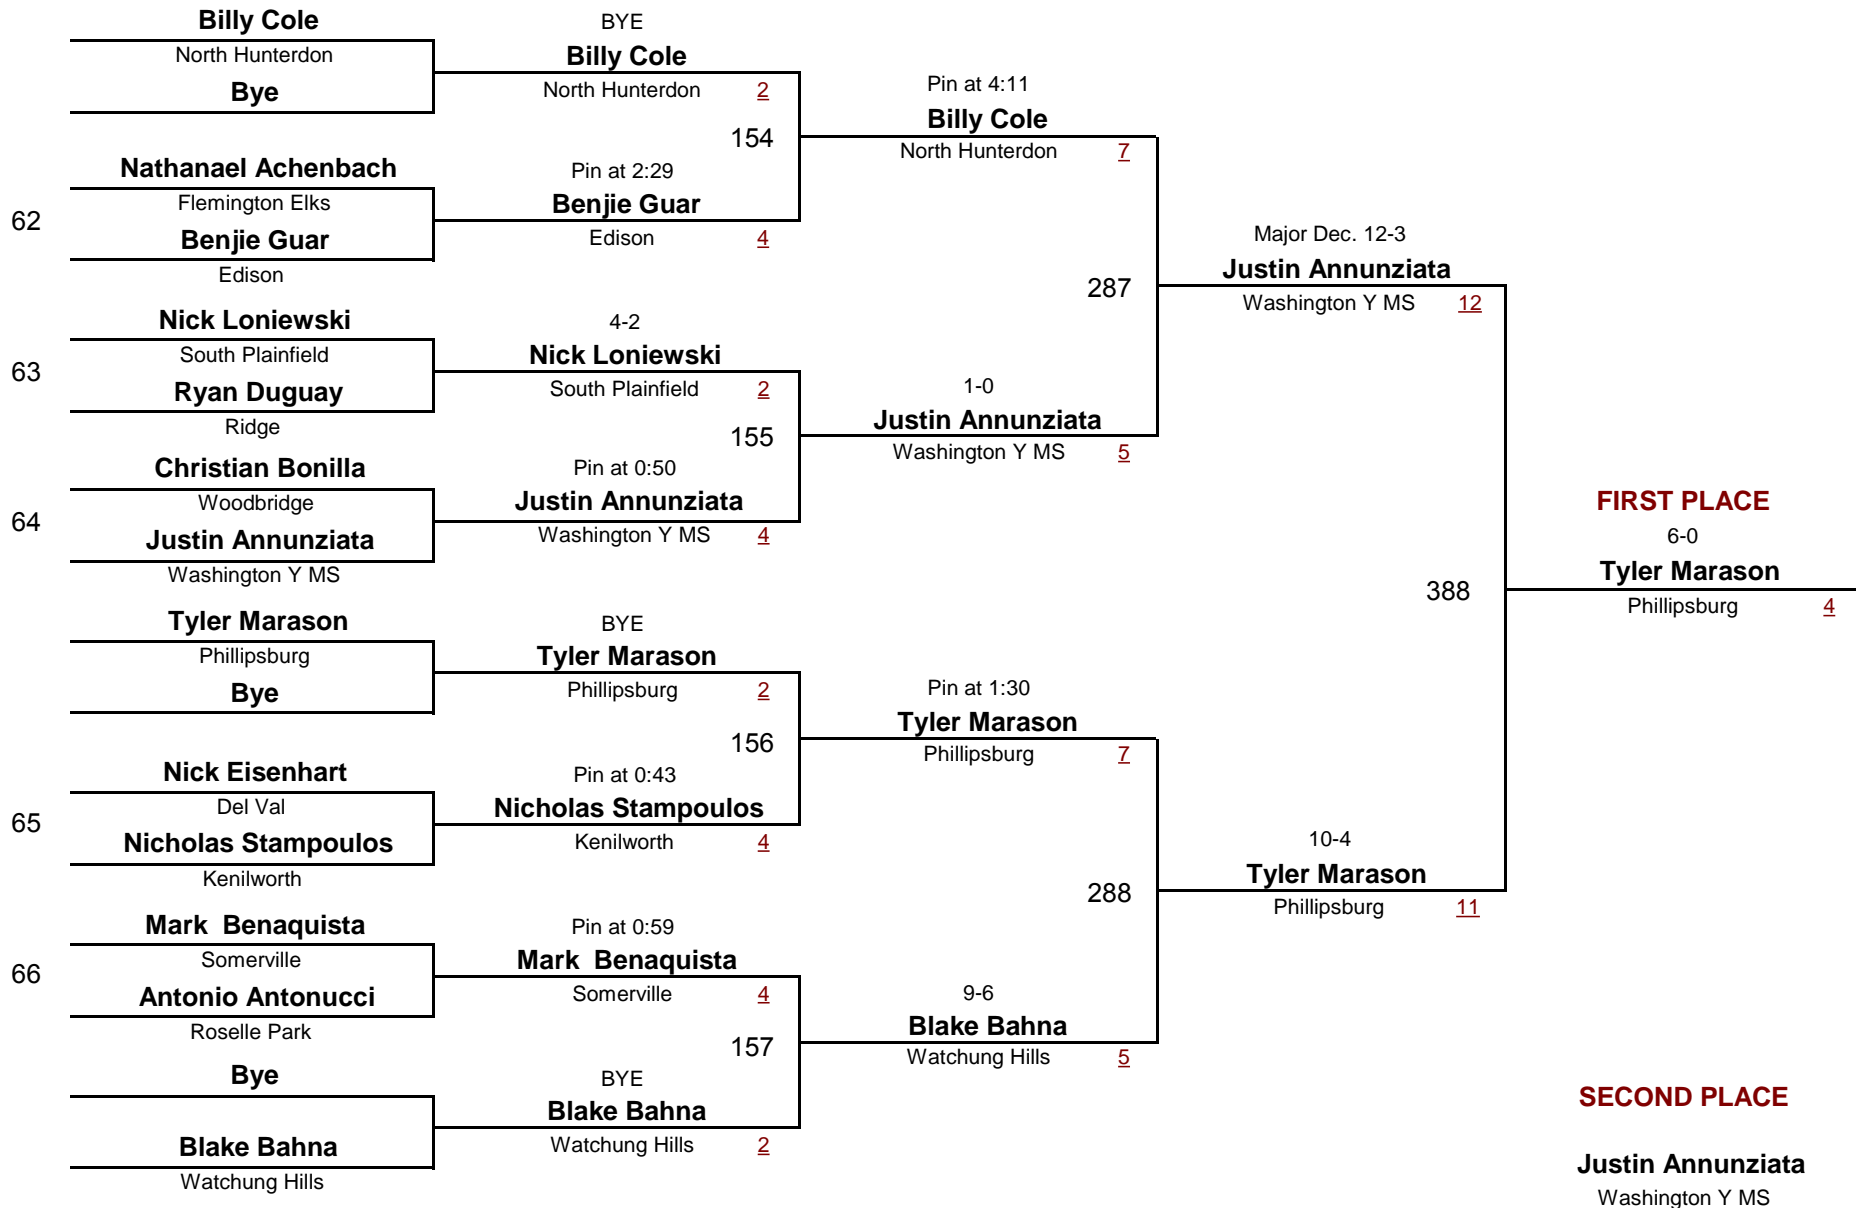 Billy Cole
North Hunterdon
Bye
62
Nathanael Achenbach
Flemington Elks
Benjie Guar
Edison
63
Nick Loniewski
South Plainfield
Ryan Duguay
Ridge
64
Christian Bonilla
Woodbridge
Justin Annunziata
Washington Y MS
Tyler Marason
Phillipsburg
Bye
65
Nick Eisenhart
Del Val
Nicholas Stampoulos
Kenilworth
66
Mark  Benaquista
Somerville
Antonio Antonucci
Roselle Park
Bye
Blake Bahna
Watchung Hills
BYE
Billy Cole
North Hunterdon 2
154
Pin at 2:29
Benjie Guar
Edison 4
4-2
Nick Loniewski
South Plainfield 2
155
Pin at 0:50
Justin Annunziata
Washington Y MS 4
BYE
Tyler Marason
Phillipsburg 2
156
Pin at 0:43
Nicholas Stampoulos
Kenilworth 4
Pin at 0:59
Mark  Benaquista
Somerville 4
157
BYE
Blake Bahna
Watchung Hills 2
Pin at 4:11
Billy Cole
North Hunterdon 7
287
1-0
Justin Annunziata
Washington Y MS 5
Pin at 1:30
Tyler Marason
Phillipsburg 7
288
9-6
Blake Bahna
Watchung Hills 5
Major Dec. 12-3
Justin Annunziata
Washington Y MS 12
388
10-4
Tyler Marason
Phillipsburg 11
FIRST PLACE
6-0
Tyler Marason
Phillipsburg 4
SECOND PLACE
Justin Annunziata
Washington Y MS